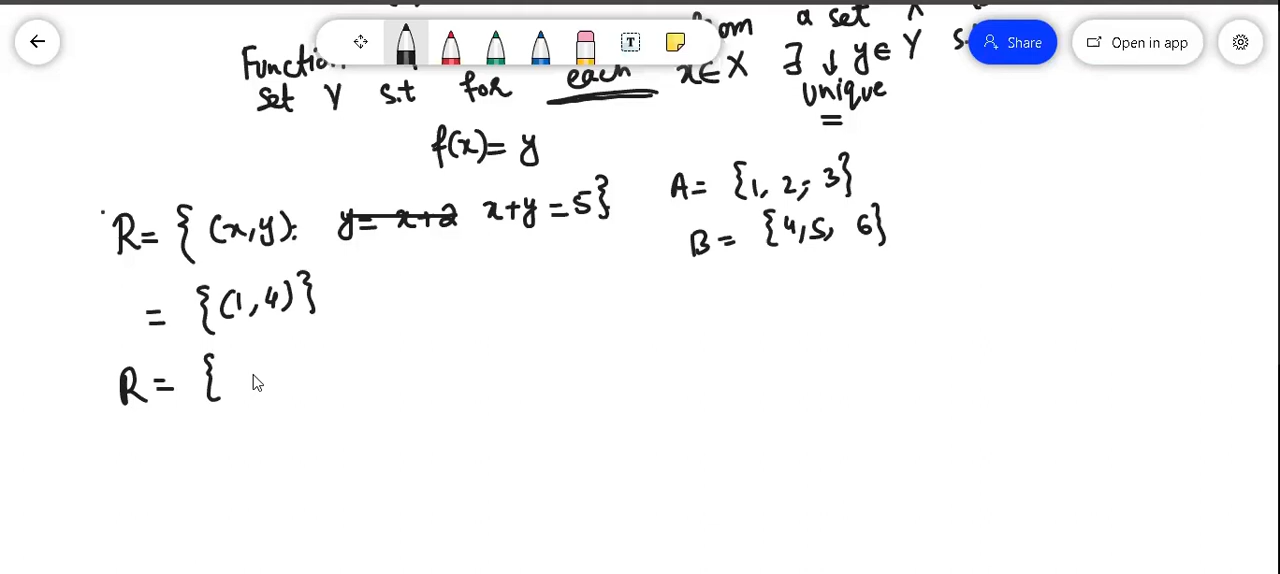 a set
Share
Open in app
Function
each x∈X ∃ ↓ y∈Y
set Y s.t for
unique
f(x)= y
A= {1, 2, 3}
R= { (x,y): y= x+2 x+y=5}
B= {4,5, 6}
= {(1,4)}
R= {